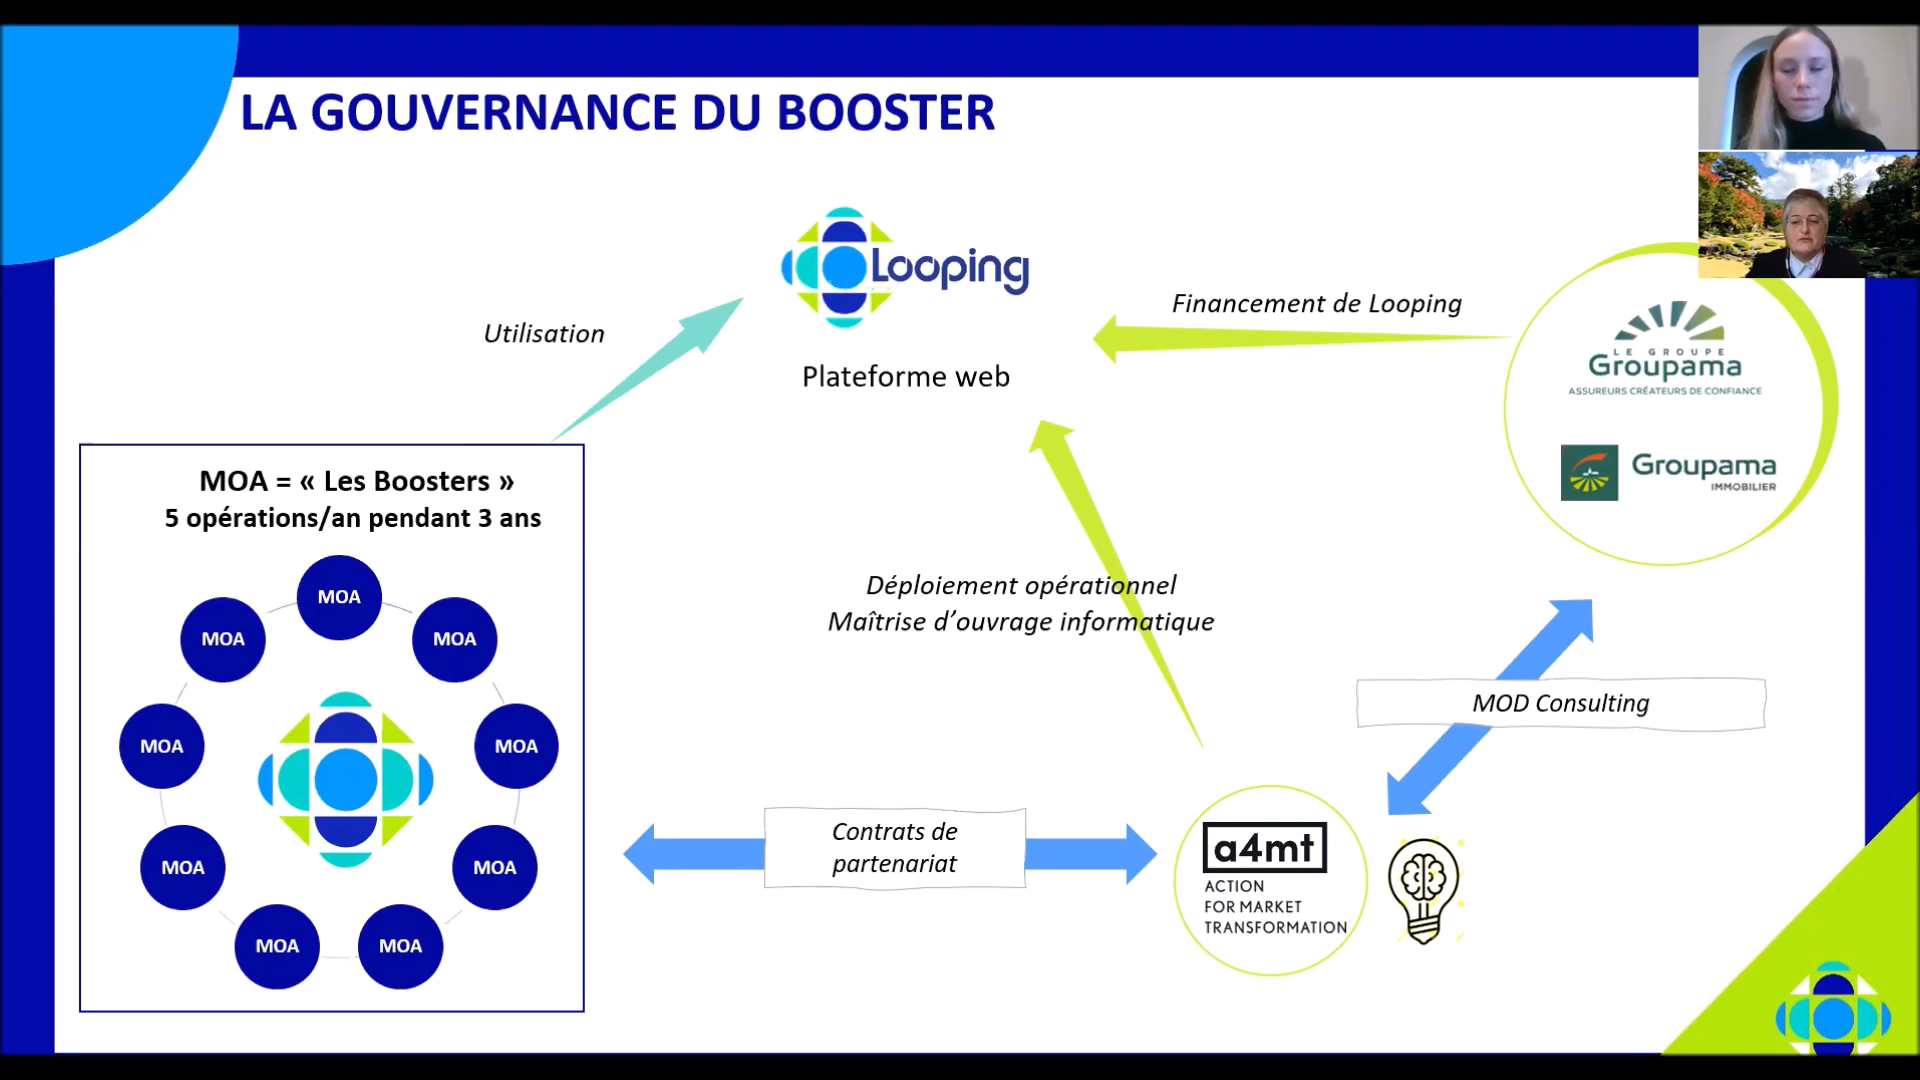 LA GOUVERNANCE DU BOOSTER
Looping
Plateforme web
Utilisation
Financement de Looping
LE GROUPE
Groupama
ASSUREURS CRÉATEURS DE CONFIANCE
Groupama
IMMOBILIER
MOA = « Les Boosters »
5 opérations/an pendant 3 ans
MOA
MOA
MOA
MOA
MOA
MOA
MOA
MOA
MOA
Déploiement opérationnel
Maîtrise d’ouvrage informatique
MOD Consulting
Contrats de
partenariat
a4mt
ACTION
FOR MARKET
TRANSFORMATION